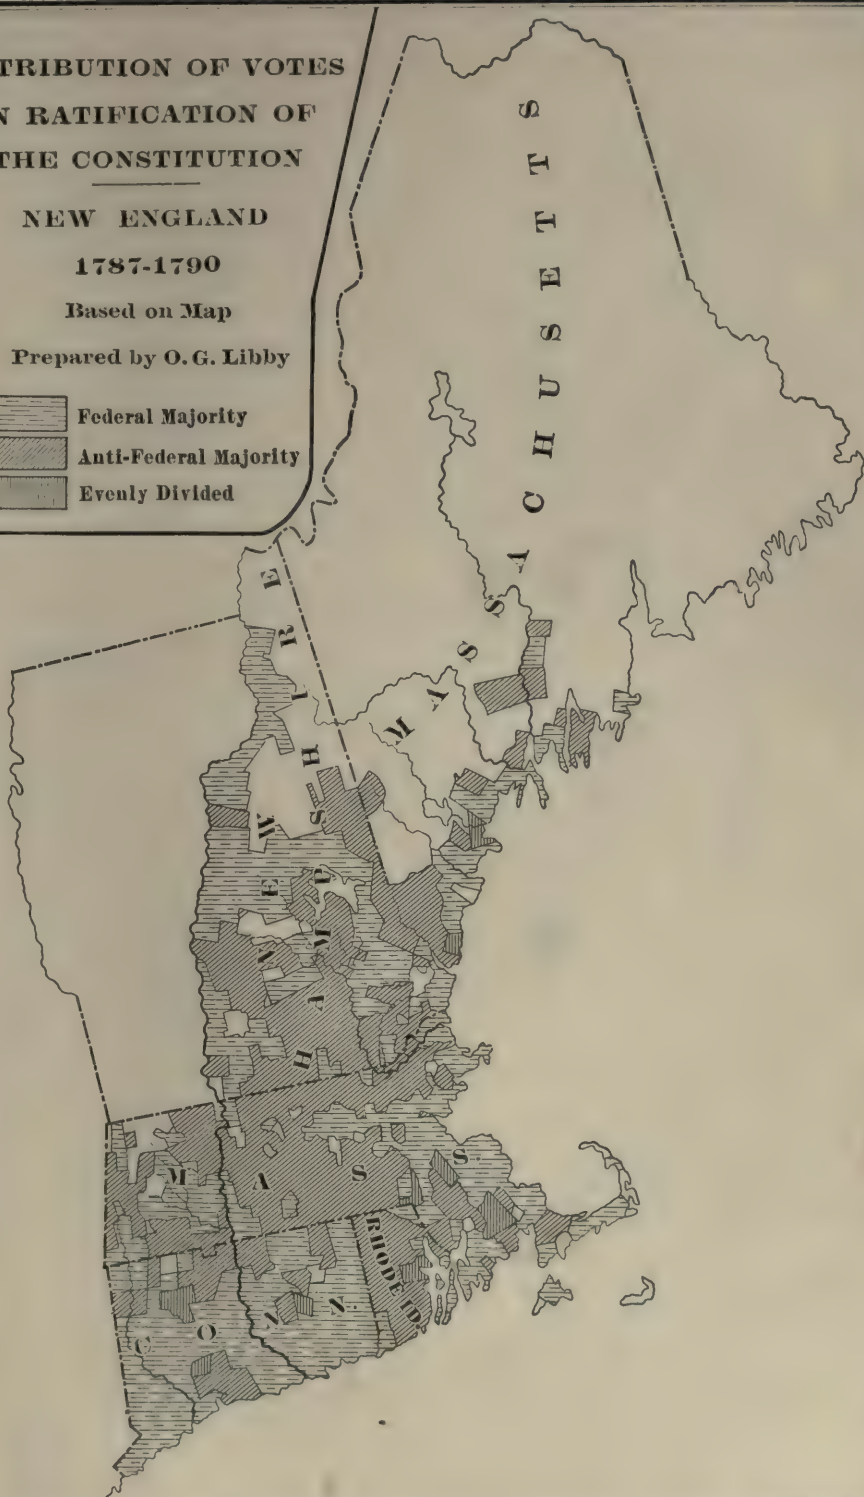 TRIBUTION OF VOTES
N RATIFICATION OF
THE CONSTITUTION
NEW ENGLAND
1787-1790
Based on Map
Prepared by O. G. Libby
Federal Majority
Anti-Federal Majority
Evenly Divided
MASSACHUSETTS
NEW
HAMPSHIRE
MASS.
RHODE ID.
CONN.